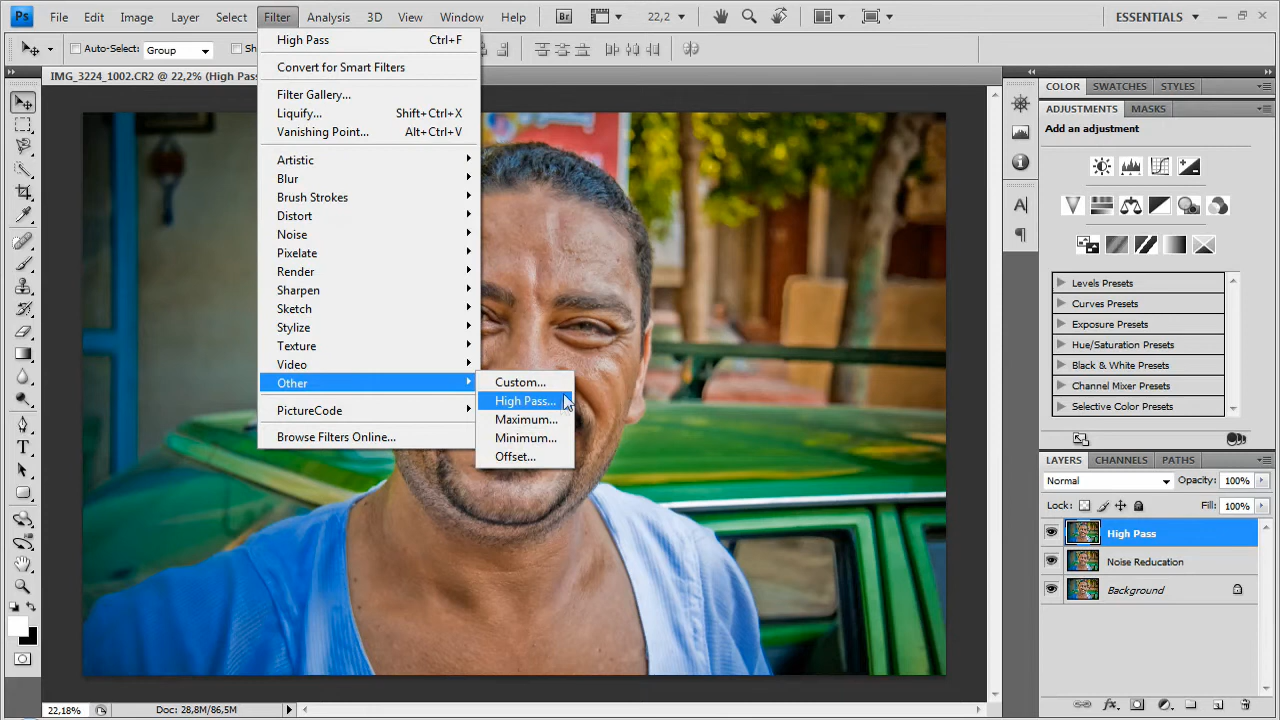 Ps File Edit Image Layer Select Filter Analysis 3D View Window Help Br 22,2 ESSENTIALS
Auto-Select: Group Sh
IMG_3224_1002.CR2 @ 22,2% (High Pass
High Pass Ctrl+F
Convert for Smart Filters
Filter Gallery...
Liquify... Shift+Ctrl+X
Vanishing Point... Alt+Ctrl+V
Artistic
Blur
Brush Strokes
Distort
Noise
Pixelate
Render
Sharpen
Sketch
Stylize
Texture
Video
Other
PictureCode
Browse Filters Online...
Custom...
High Pass...
Maximum...
Minimum...
Offset...
COLOR SWATCHES STYLES
ADJUSTMENTS MASKS
Add an adjustment
Levels Presets
Curves Presets
Exposure Presets
Hue/Saturation Presets
Black & White Presets
Channel Mixer Presets
Selective Color Presets
LAYERS CHANNELS PATHS
Normal Opacity: 100%
Lock: Fill: 100%
High Pass
Noise Reducation
Background
22,18% Doc: 28,8M/86,5M